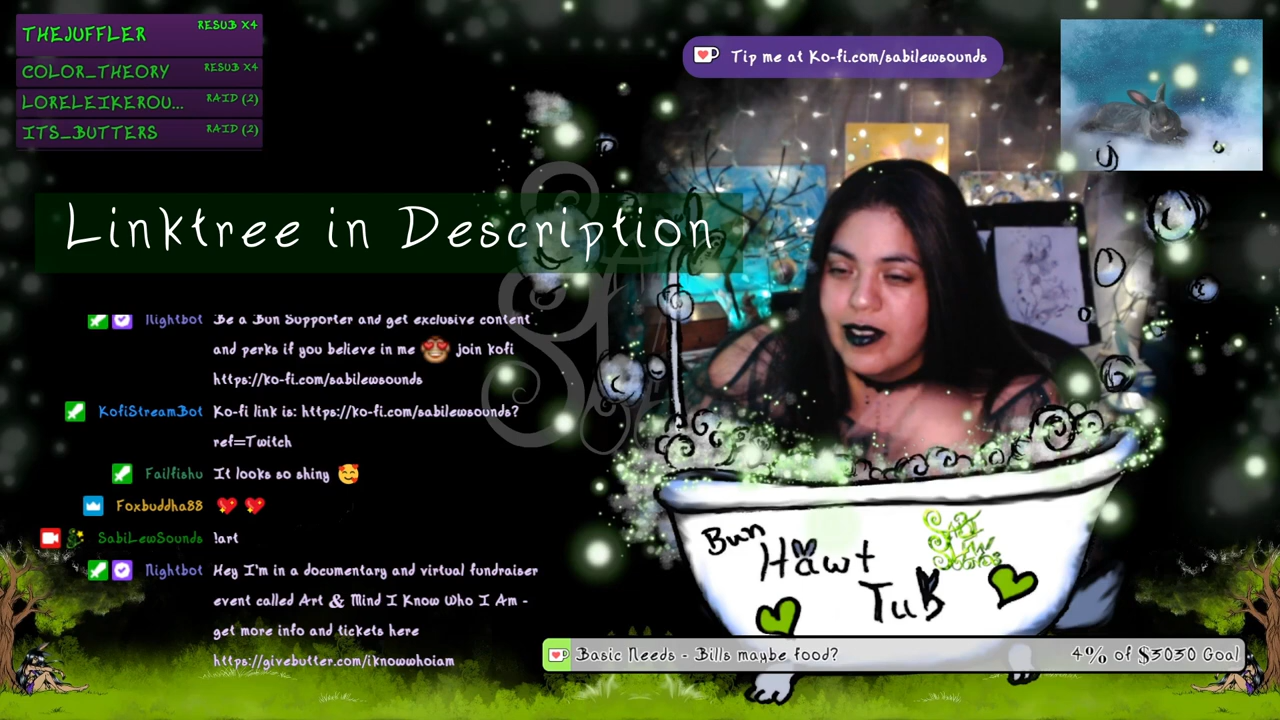 THEJUFFLER RESUB X4
COLOR_THEORY RESUB X4
LORELEIKEROU... RAID (2)
ITS_BUTTERS RAID (2)
Tip me at Ko-fi.com/sabilewsounds
Linktree in Description
Nightbot Be a Bun Supporter and get exclusive content
and perks if you believe in me join kofi
https://ko-fi.com/sabilewsounds
KofiStreamBot Ko-fi link is: https://ko-fi.com/sabilewsounds?
ref=Twitch
Failfishu It looks so shiny
Foxbuddha88
SabiLewSounds !art
Nightbot Hey I'm in a documentary and virtual fundraiser
event called Art & Mind I Know Who I Am -
get more info and tickets here
https://givebutter.com/iknowwhoiam
Bun
Hawt
Tub
Sabi
Lew
Sounds
Basic Needs - Bills maybe food? 4% of $3030 Goal